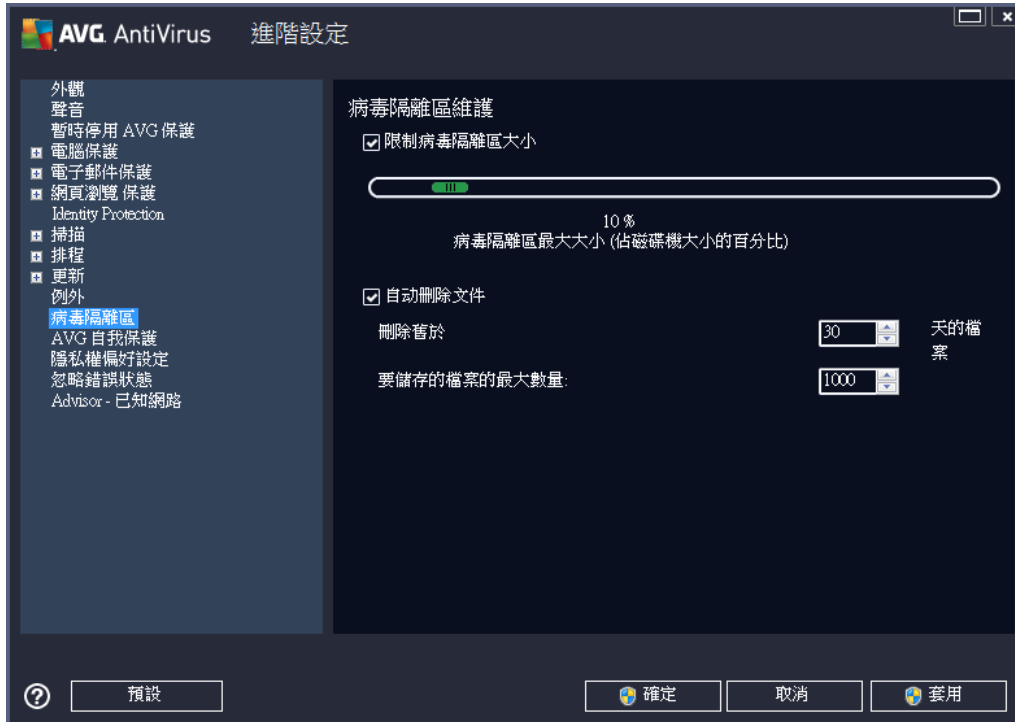 AVG AntiVirus 進階設定
外觀
聲音
暫時停用 AVG 保護
電腦保護
電子郵件保護
網頁瀏覽 保護
Identity Protection
掃描
排程
更新
例外
病毒隔離區
AVG 自我保護
隱私權偏好設定
忽略錯誤狀態
Advisor - 已知網路
病毒隔離區維護
限制病毒隔離區大小
10 %
病毒隔離區最大大小 (佔磁碟機大小的百分比)
自动刪除文件
刪除舊於 30 天的檔
案
要儲存的檔案的最大數量: 1000
預設 確定 取消 套用